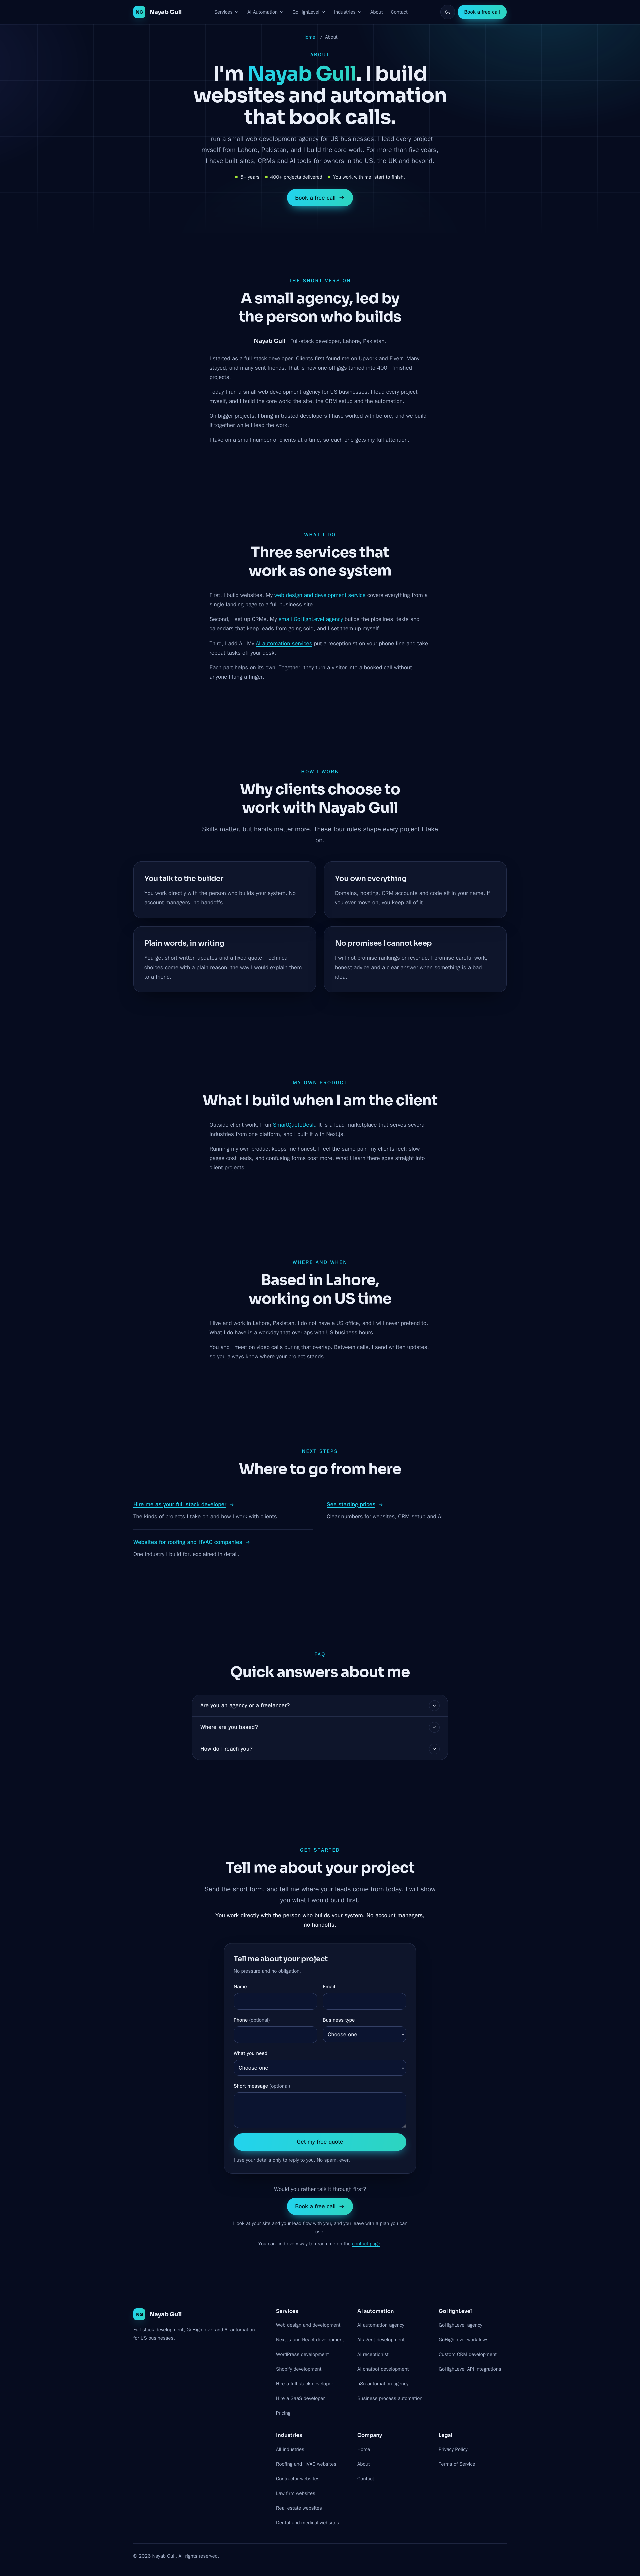 NG Nayab Gull Services AI Automation GoHighLevel Industries About Contact Book a free call
Home / About
ABOUT
I'm Nayab Gull. I build
websites and automation
that book calls.
I run a small web development agency for US businesses. I lead every project
myself from Lahore, Pakistan, and I build the core work. For more than five years,
I have built sites, CRMs and AI tools for owners in the US, the UK and beyond.
5+ years 400+ projects delivered You work with me, start to finish.
Book a free call
THE SHORT VERSION
A small agency, led by
the person who builds
Nayab Gull · Full-stack developer, Lahore, Pakistan.
I started as a full-stack developer. Clients first found me on Upwork and Fiverr. Many
stayed, and many sent friends. That is how one-off gigs turned into 400+ finished
projects.
Today I run a small web development agency for US businesses. I lead every project
myself, and I build the core work: the site, the CRM setup and the automation.
On bigger projects, I bring in trusted developers I have worked with before, and we build
it together while I lead the work.
I take on a small number of clients at a time, so each one gets my full attention.
WHAT I DO
Three services that
work as one system
First, I build websites. My web design and development service covers everything from a
single landing page to a full business site.
Second, I set up CRMs. My small GoHighLevel agency builds the pipelines, texts and
calendars that keep leads from going cold, and I set them up myself.
Third, I add AI. My AI automation services put a receptionist on your phone line and take
repeat tasks off your desk.
Each part helps on its own. Together, they turn a visitor into a booked call without
anyone lifting a finger.
HOW I WORK
Why clients choose to
work with Nayab Gull
Skills matter, but habits matter more. These four rules shape every project I take
on.
You talk to the builder
You work directly with the person who builds your system. No
account managers, no handoffs.
You own everything
Domains, hosting, CRM accounts and code sit in your name. If
you ever move on, you keep all of it.
Plain words, in writing
You get short written updates and a fixed quote. Technical
choices come with a plain reason, the way I would explain them
to a friend.
No promises I cannot keep
I will not promise rankings or revenue. I promise careful work,
honest advice and a clear answer when something is a bad
idea.
MY OWN PRODUCT
What I build when I am the client
Outside client work, I run SmartQuoteDesk. It is a lead marketplace that serves several
industries from one platform, and I built it with Next.js.
Running my own product keeps me honest. I feel the same pain my clients feel: slow
pages cost leads, and confusing forms cost more. What I learn there goes straight into
client projects.
WHERE AND WHEN
Based in Lahore,
working on US time
I live and work in Lahore, Pakistan. I do not have a US office, and I will never pretend to.
What I do have is a workday that overlaps with US business hours.
You and I meet on video calls during that overlap. Between calls, I send written updates,
so you always know where your project stands.
NEXT STEPS
Where to go from here
Hire me as your full stack developer
The kinds of projects I take on and how I work with clients.
See starting prices
Clear numbers for websites, CRM setup and AI.
Websites for roofing and HVAC companies
One industry I build for, explained in detail.
FAQ
Quick answers about me
Are you an agency or a freelancer?
Where are you based?
How do I reach you?
GET STARTED
Tell me about your project
Send the short form, and tell me where your leads come from today. I will show
you what I would build first.
You work directly with the person who builds your system. No account managers,
no handoffs.
Tell me about your project
No pressure and no obligation.
Name Email
Phone (optional) Business type
Choose one
What you need
Choose one
Short message (optional)
Get my free quote
I use your details only to reply to you. No spam, ever.
Would you rather talk it through first?
Book a free call
I look at your site and your lead flow with you, and you leave with a plan you can
use.
You can find every way to reach me on the contact page.
NG Nayab Gull
Full-stack development, GoHighLevel and AI automation
for US businesses.
Services
Web design and development
Next.js and React development
WordPress development
Shopify development
Hire a full stack developer
Hire a SaaS developer
Pricing
AI automation
AI automation agency
AI agent development
AI receptionist
AI chatbot development
n8n automation agency
Business process automation
GoHighLevel
GoHighLevel agency
GoHighLevel workflows
Custom CRM development
GoHighLevel API integrations
Industries
All industries
Roofing and HVAC websites
Contractor websites
Law firm websites
Real estate websites
Dental and medical websites
Company
Home
About
Contact
Legal
Privacy Policy
Terms of Service
© 2026 Nayab Gull. All rights reserved.